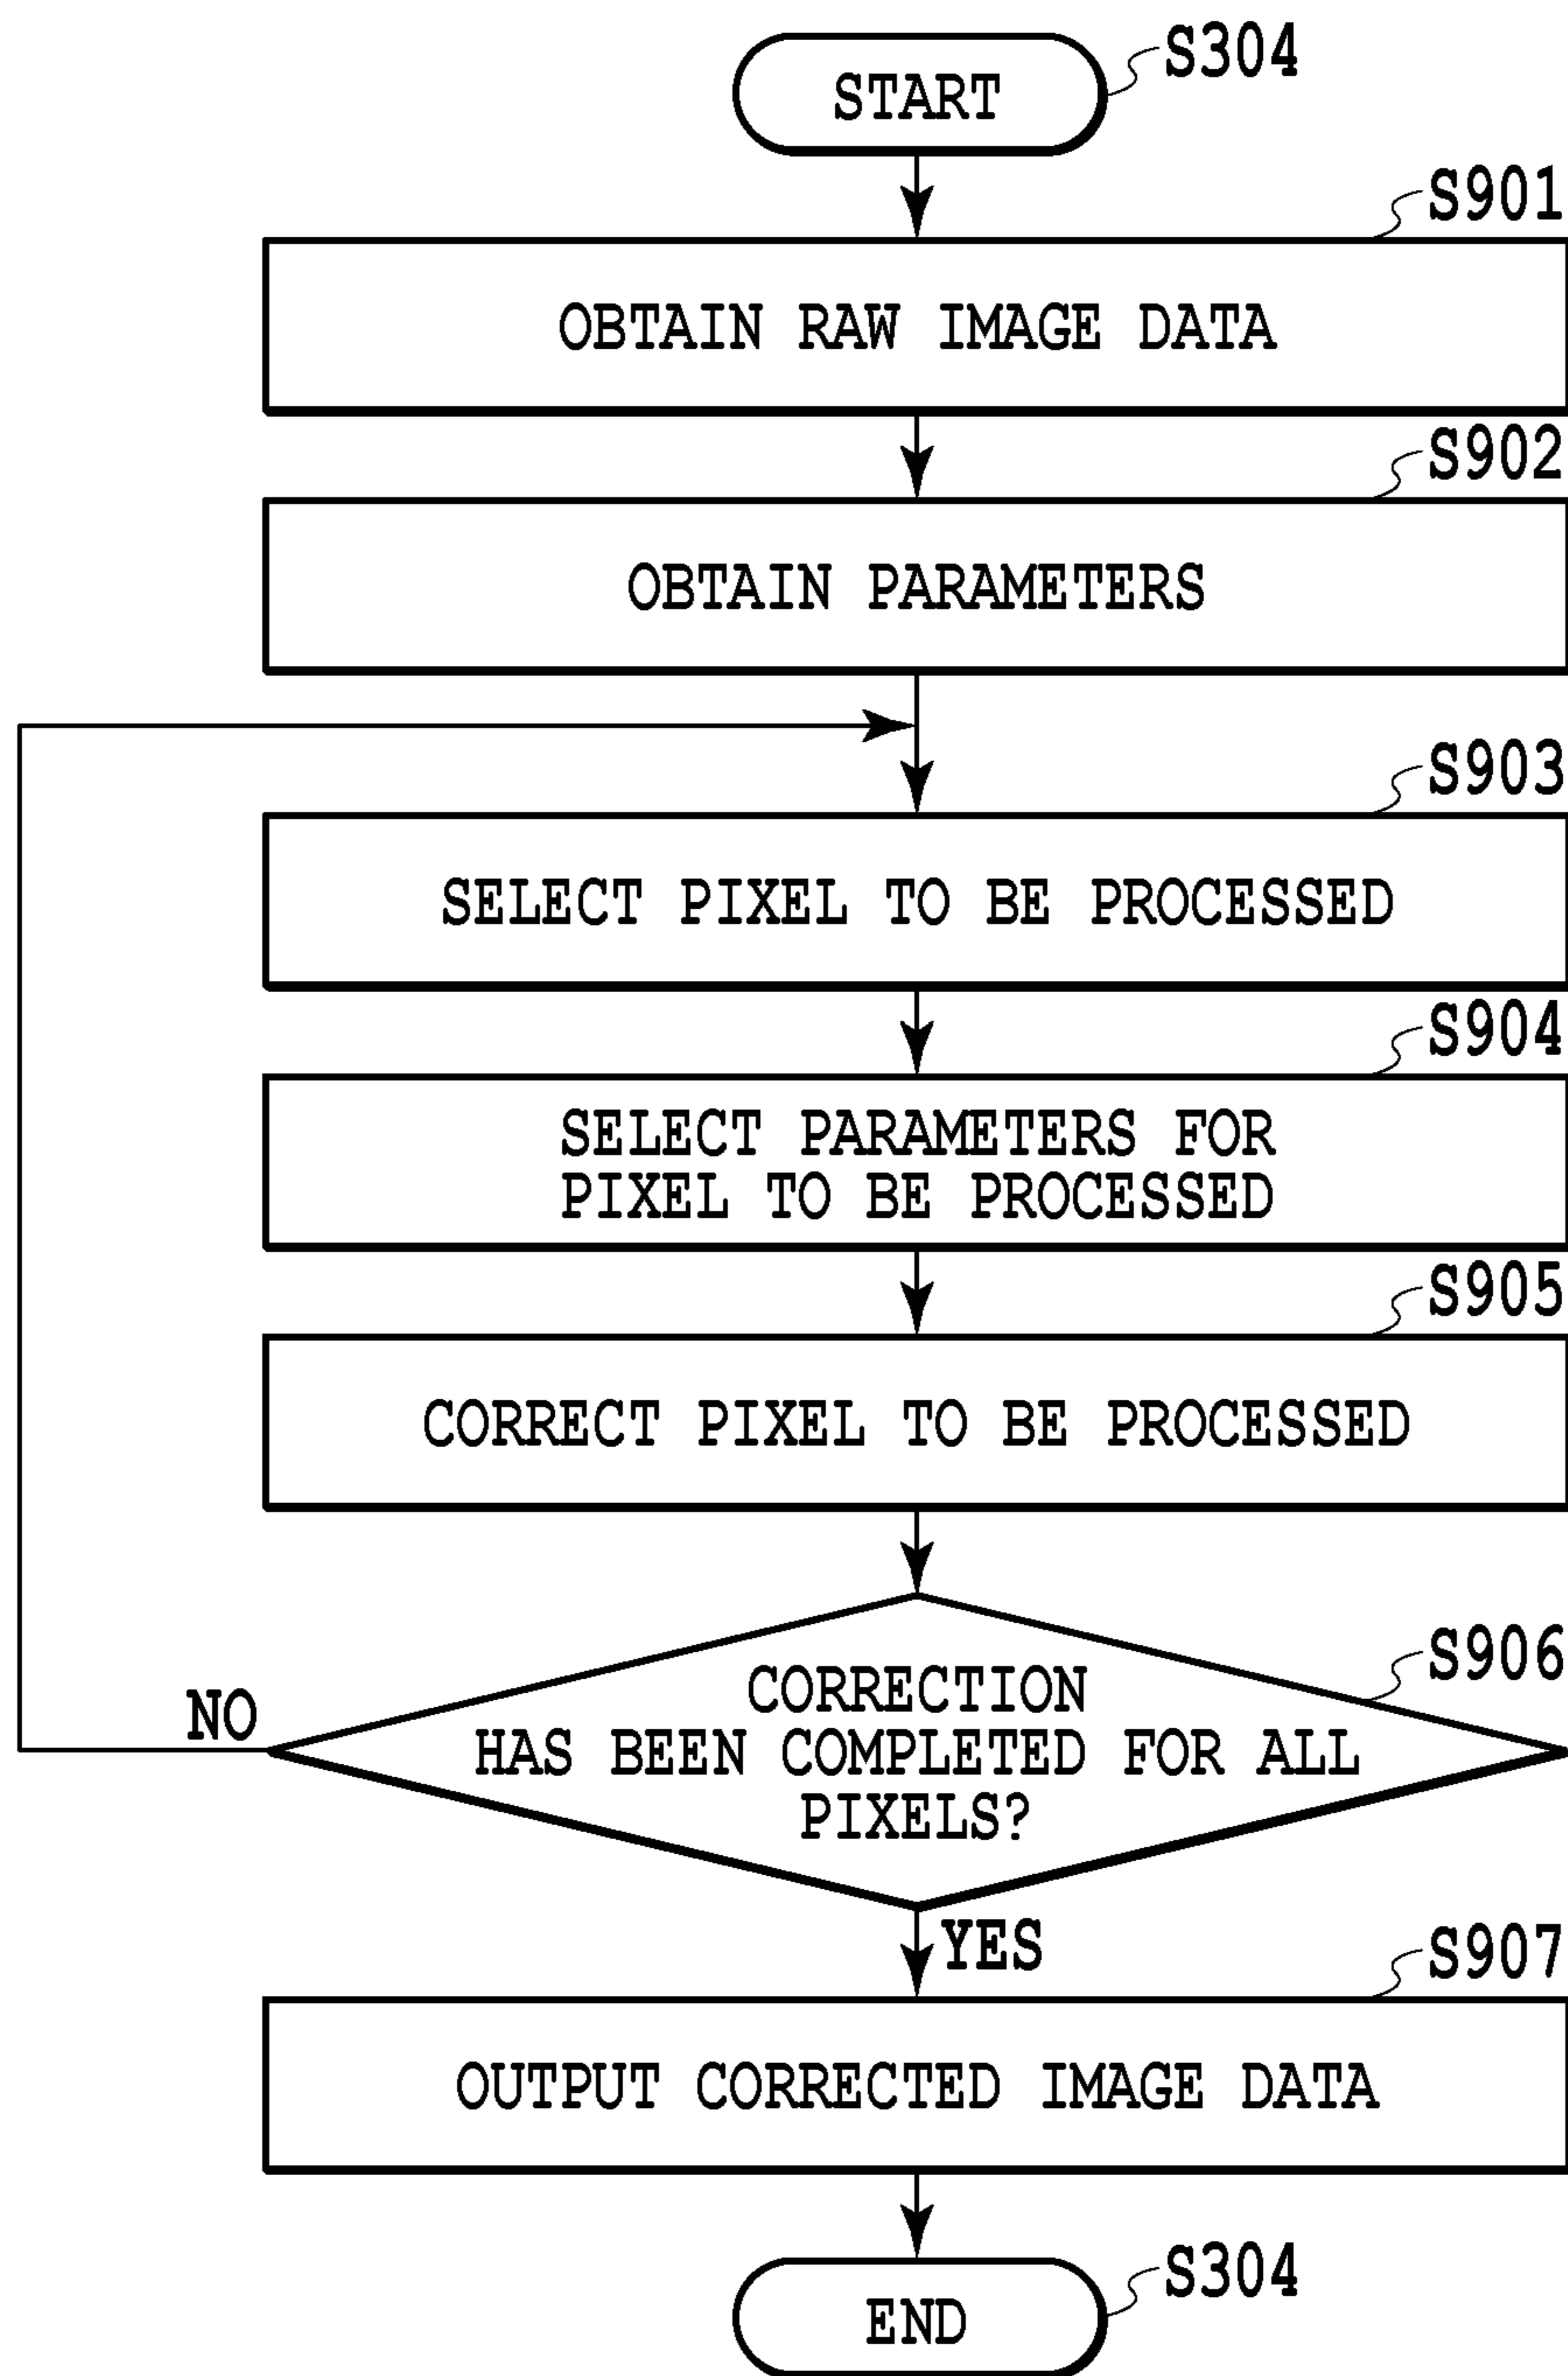 START
S304
S901
OBTAIN RAW IMAGE DATA
S902
OBTAIN PARAMETERS
S903
SELECT PIXEL TO BE PROCESSED
S904
SELECT PARAMETERS FOR
PIXEL TO BE PROCESSED
S905
CORRECT PIXEL TO BE PROCESSED
S906
CORRECTION
HAS BEEN COMPLETED FOR ALL
PIXELS?
NO
YES
S907
OUTPUT CORRECTED IMAGE DATA
S304
END